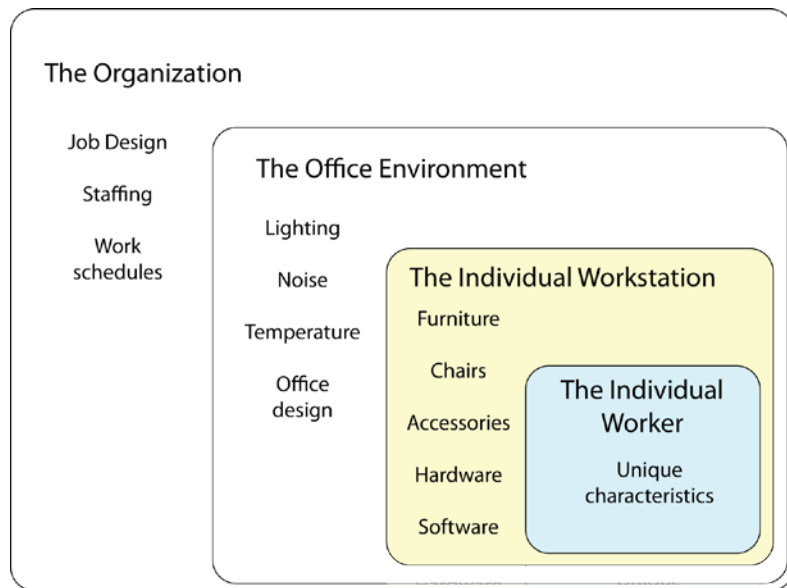 The Organization
Job Design
Staffing
Work
schedules
The Office Environment
Lighting
Noise
Temperature
Office
design
The Individual Workstation
Furniture
Chairs
Accessories
Hardware
Software
The Individual
Worker
Unique
characteristics